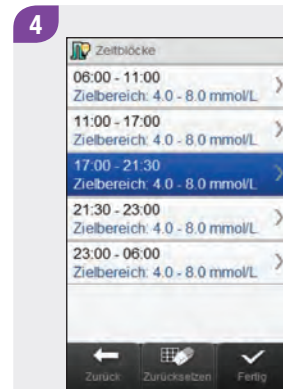 4
Zeitblöcke
06:00 - 11:00
Zielbereich: 4.0 - 8.0 mmol/L
11:00 - 17:00
Zielbereich: 4.0 - 8.0 mmol/L
17:00 - 21:30
Zielbereich: 4.0 - 8.0 mmol/L
21:30 - 23:00
Zielbereich: 4.0 - 8.0 mmol/L
23:00 - 06:00
Zielbereich: 4.0 - 8.0 mmol/L
Zurück Zurücksetzen Fertig